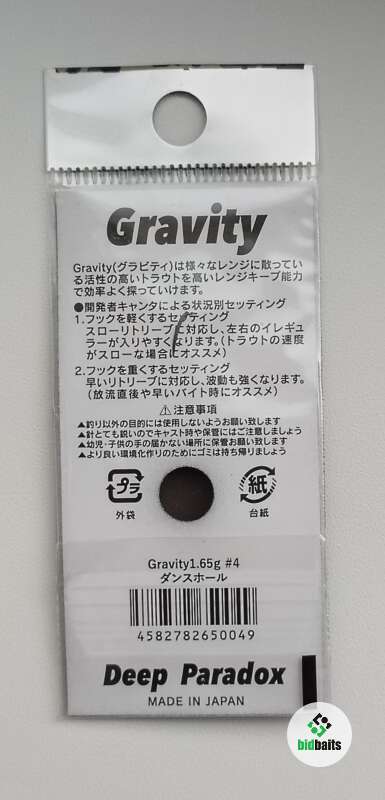 Gravity
Gravity(グラビティ)は様々なレンジに散ってい
る活性の高いトラウトを高いレンジキープ能力
で効率よく探っていけます。
●開発者キャンタによる状況別セッティング
1.フックを軽くするセッティング
スローリトリーブに対応し、左右のイレギュ
ラーが入りやすくなります。(トラウトの速度
がスローな場合にオススメ)
2.フックを重くするセッティング
早いリトリーブに対応し、波動も強くなります。
(放流直後や早いバイト時にオススメ)
⚠注意事項
▲釣り以外の目的には使用しないようお願い致します
▲針とても鋭いのでキャスト時や保管にはご注意しましょう
▲幼児・子供の手の届かない場所に保管お願い致します
▲より良い環境化作りのためにゴミは持ち帰りましょう
プラ
外袋
紙
台紙
Gravity1.65g #4
ダンスホール
4582782650049
Deep Paradox
MADE IN JAPAN
bidbaits